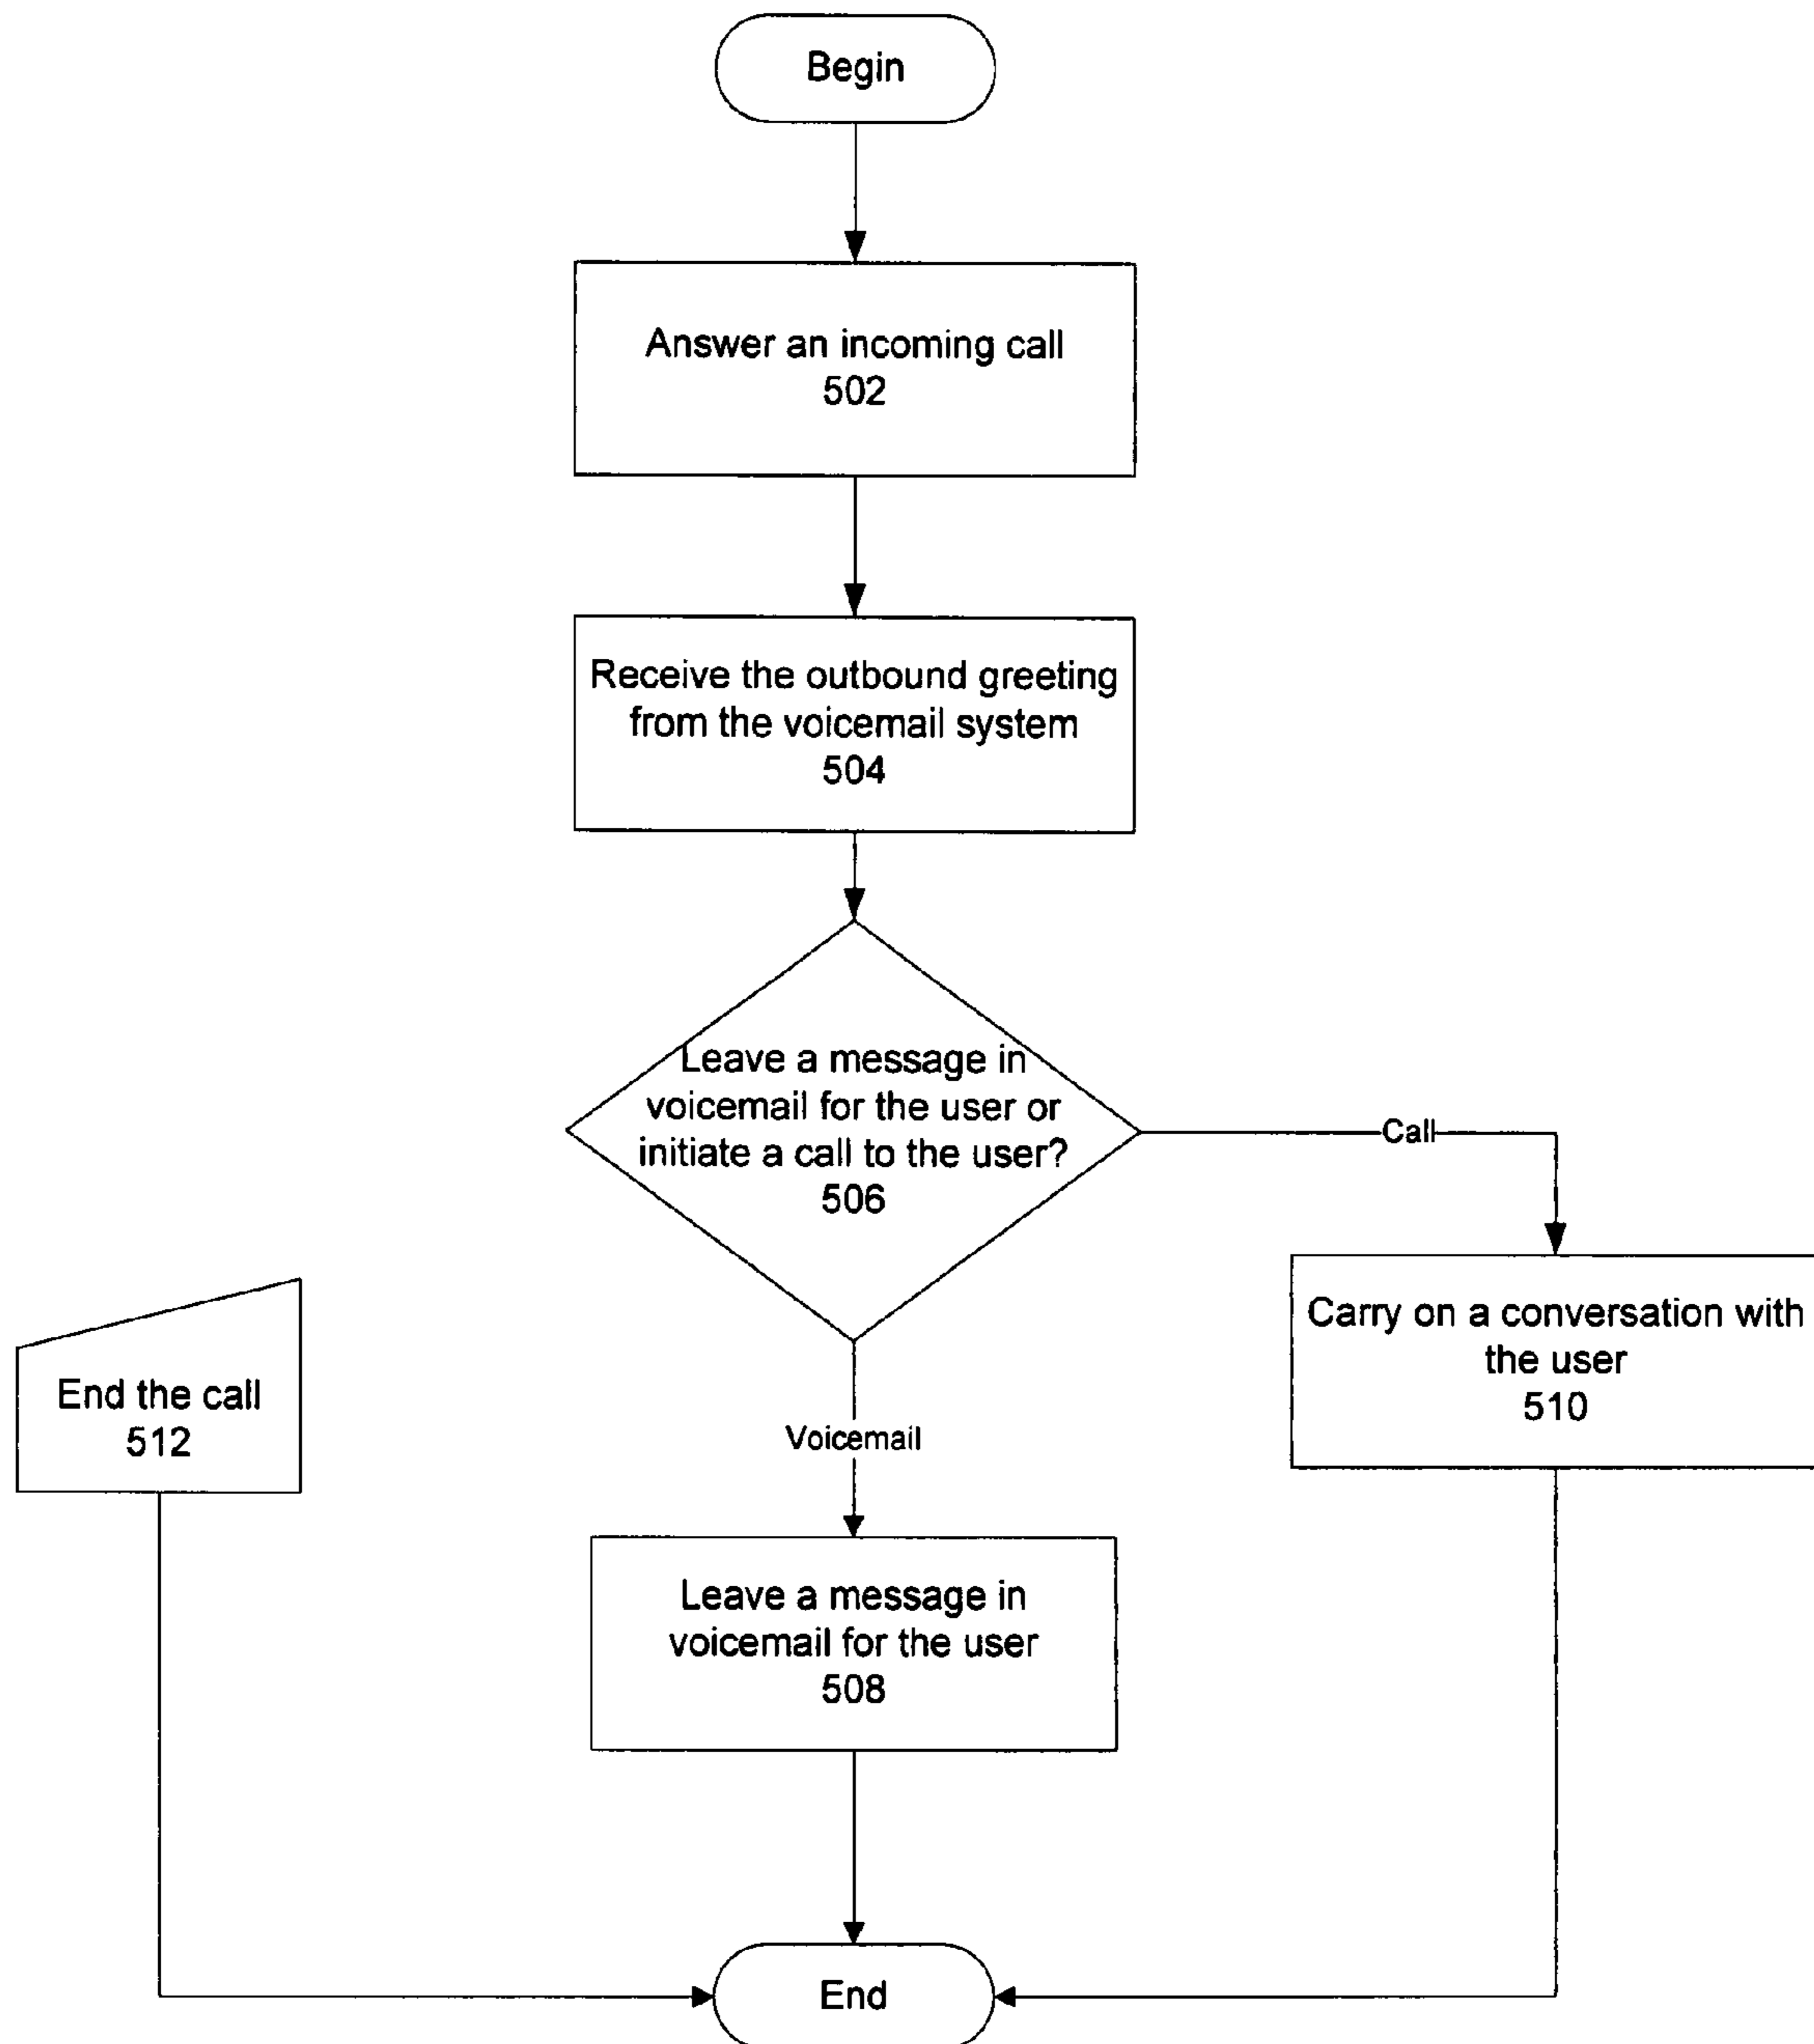 Begin
Answer an incoming call
502
Receive the outbound greeting
from the voicemail system
504
Leave a message in
voicemail for the user or
initiate a call to the user?
506
Call
Carry on a conversation with
the user
510
End the call
512
Voicemail
Leave a message in
voicemail for the user
508
End